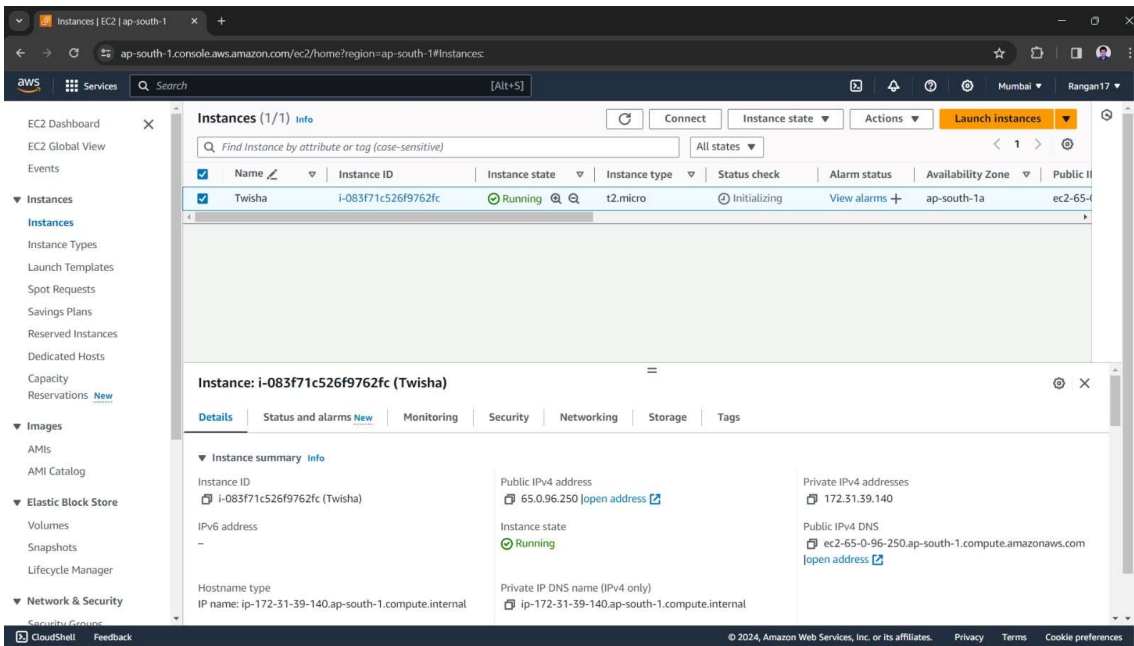 Instances | EC2 | ap-south-1
ap-south-1.console.aws.amazon.com/ec2/home?region=ap-south-1#Instances:
aws Services Search [Alt+S] Mumbai Rangan17
EC2 Dashboard
EC2 Global View
Events
Instances
Instances
Instance Types
Launch Templates
Spot Requests
Savings Plans
Reserved Instances
Dedicated Hosts
Capacity
Reservations New
Images
AMIs
AMI Catalog
Elastic Block Store
Volumes
Snapshots
Lifecycle Manager
Network & Security
Security Groups
Instances (1/1) Info Connect Instance state Actions Launch instances
Find Instance by attribute or tag (case-sensitive) All states 1
Name Instance ID Instance state Instance type Status check Alarm status Availability Zone Public
Twisha i-083f71c526f9762fc Running t2.micro Initializing View alarms + ap-south-1a ec2-65-
Instance: i-083f71c526f9762fc (Twisha)
Details Status and alarms New Monitoring Security Networking Storage Tags
Instance summary Info
Instance ID Public IPv4 address Private IPv4 addresses
i-083f71c526f9762fc (Twisha) 65.0.96.250 |open address 172.31.39.140
IPv6 address Instance state Public IPv4 DNS
– Running ec2-65-0-96-250.ap-south-1.compute.amazonaws.com
|open address
Hostname type Private IP DNS name (IPv4 only)
IP name: ip-172-31-39-140.ap-south-1.compute.internal ip-172-31-39-140.ap-south-1.compute.internal
CloudShell Feedback © 2024, Amazon Web Services, Inc. or its affiliates. Privacy Terms Cookie preferences